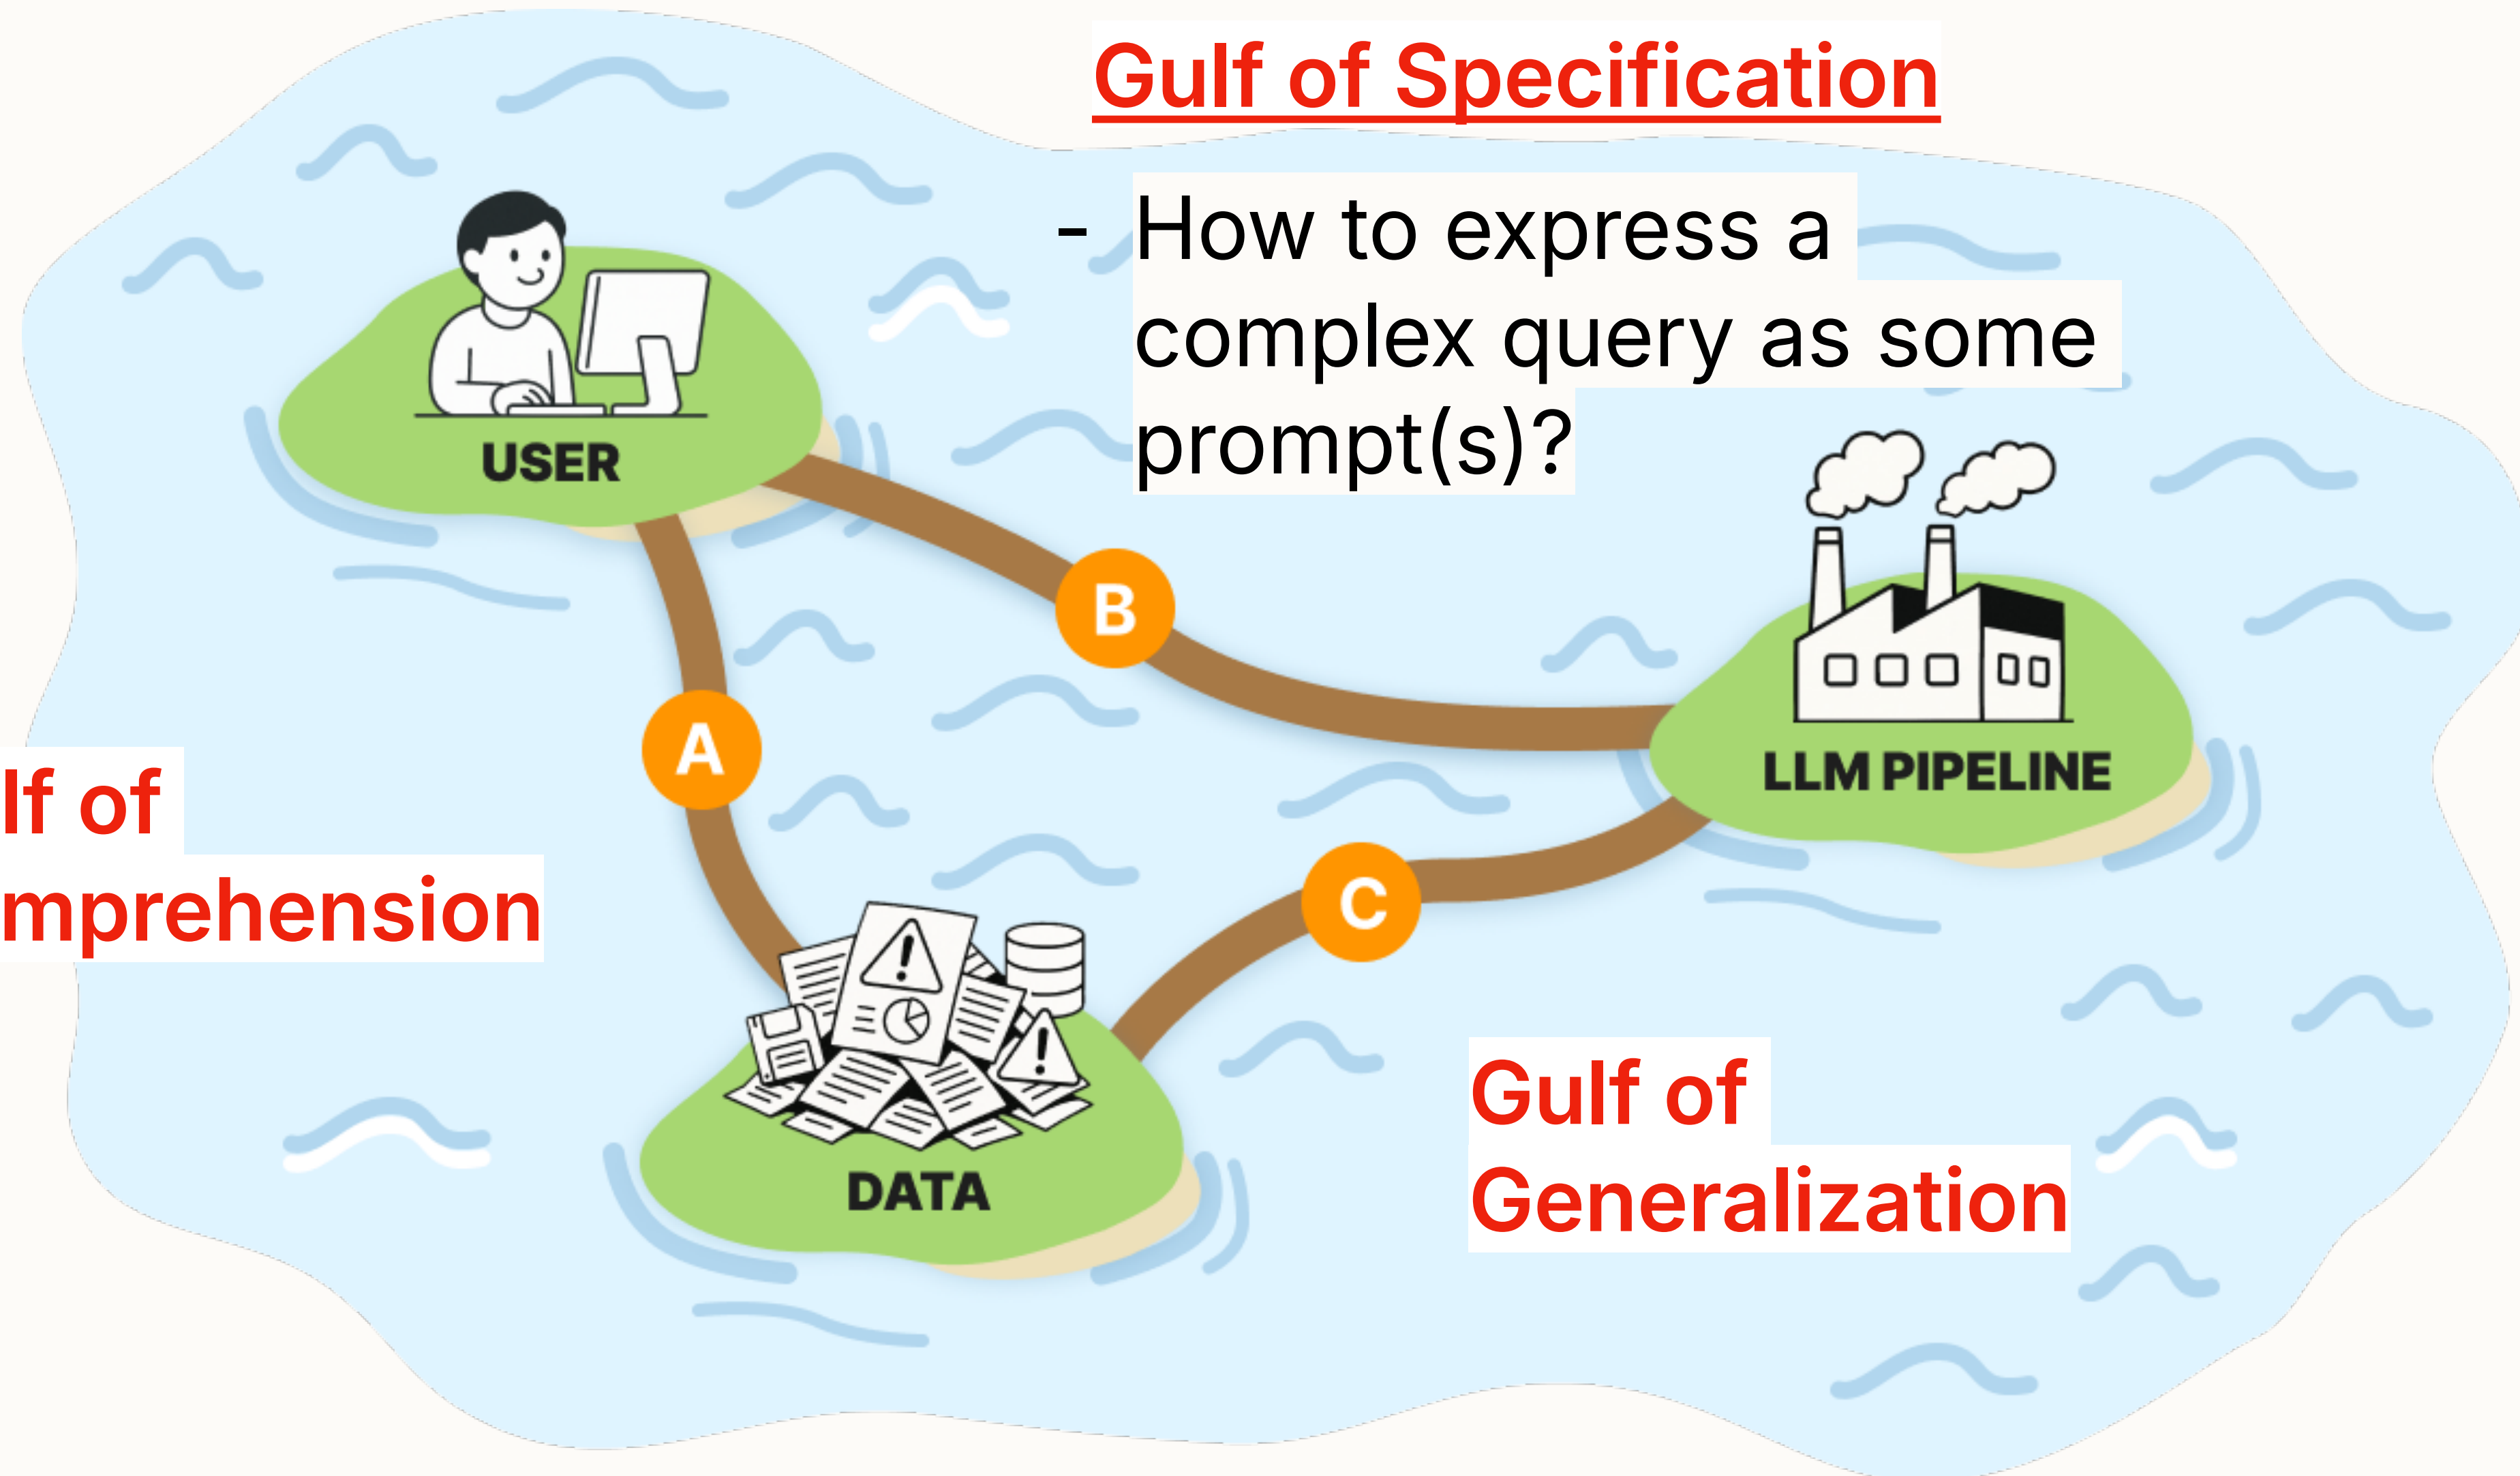 Gulf of Specification
- How to express a
complex query as some
prompt(s)?
USER
B
A
LLM PIPELINE
lf of
mprehension
C
DATA
Gulf of
Generalization